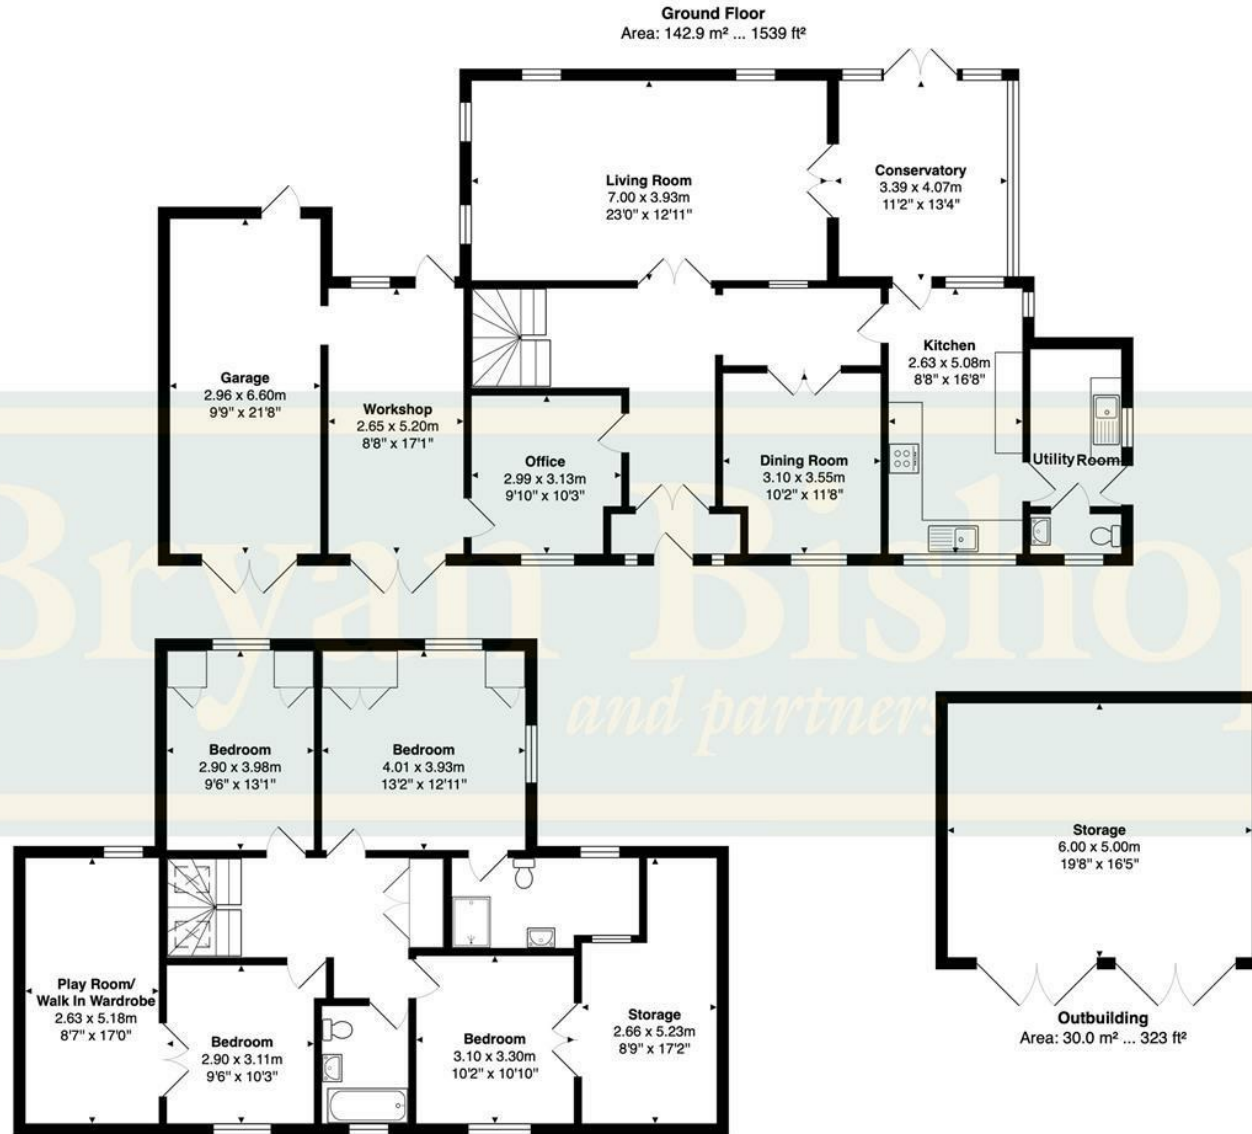 Ground Floor
Area: 142.9 m² ... 1539 ft²
Living Room
7.00 x 3.93m
23'0" x 12'11"
Conservatory
3.39 x 4.07m
11'2" x 13'4"
Garage
2.96 x 6.60m
9'9" x 21'8"
Workshop
2.65 x 5.20m
8'8" x 17'1"
Office
2.99 x 3.13m
9'10" x 10'3"
Dining Room
3.10 x 3.55m
10'2" x 11'8"
Kitchen
2.63 x 5.08m
8'8" x 16'8"
Utility Room
Bryan Bishop
and partners
Bedroom
2.90 x 3.98m
9'6" x 13'1"
Bedroom
4.01 x 3.93m
13'2" x 12'11"
Play Room/
Walk In Wardrobe
2.63 x 5.18m
8'7" x 17'0"
Bedroom
2.90 x 3.11m
9'6" x 10'3"
Bedroom
3.10 x 3.30m
10'2" x 10'10"
Storage
2.66 x 5.23m
8'9" x 17'2"
Storage
6.00 x 5.00m
19'8" x 16'5"
Outbuilding
Area: 30.0 m² ... 323 ft²